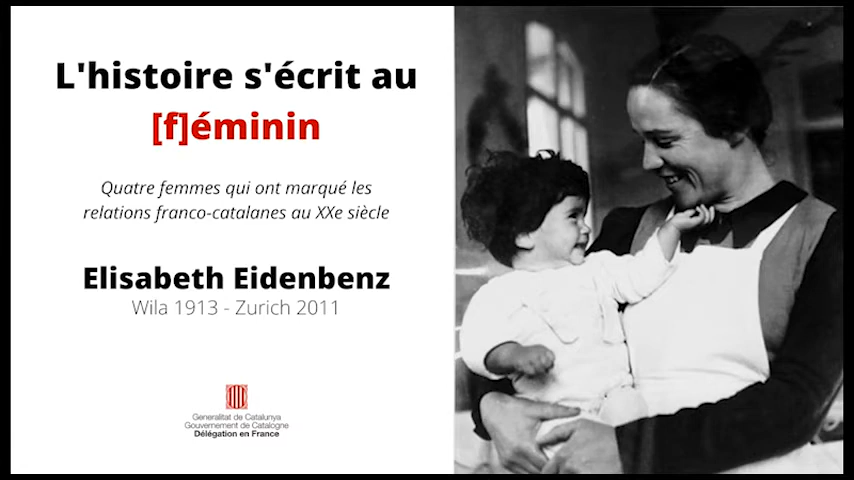 L'histoire s'écrit au
[f]éminin
Quatre femmes qui ont marqué les
relations franco-catalanes au XXe siècle
Elisabeth Eidenbenz
Wila 1913 - Zurich 2011
Generalitat de Catalunya
Gouvernement de Catalogne
Délégation en France